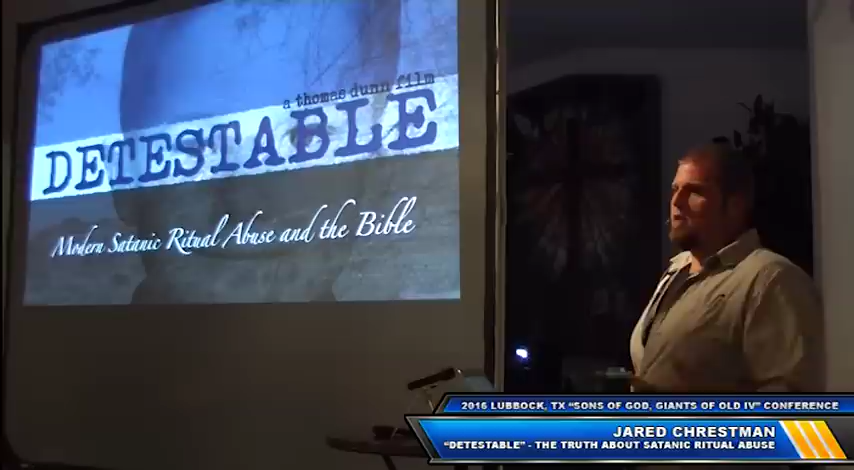 a thomas dunn film
DETESTABLE
Modern Satanic Ritual Abuse and the Bible
2016 LUBBOCK, TX "SONS OF GOD, GIANTS OF OLD IV" CONFERENCE
JARED CHRESTMAN
"DETESTABLE" - THE TRUTH ABOUT SATANIC RITUAL ABUSE